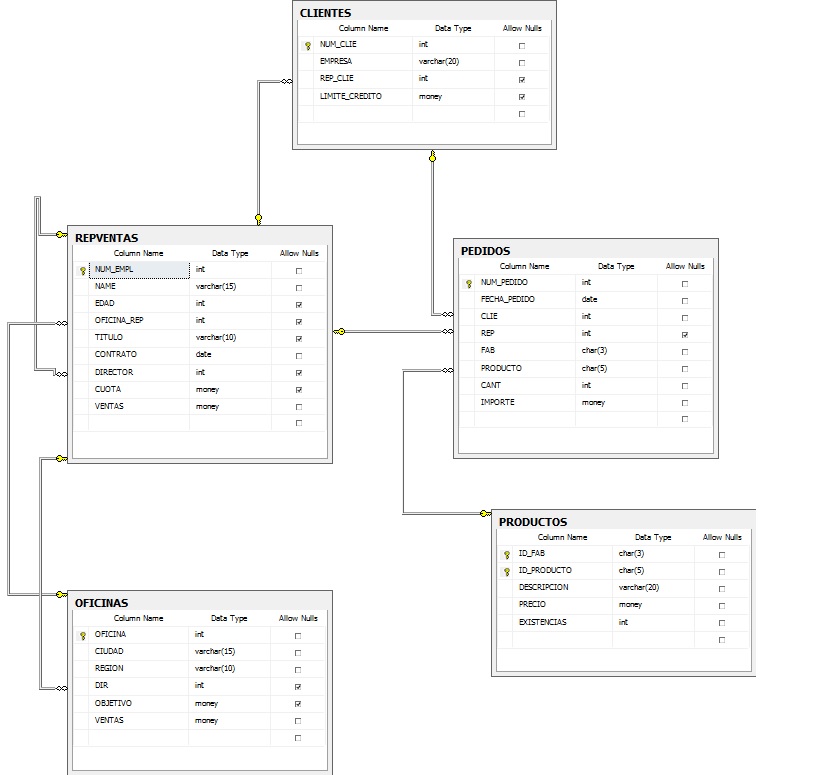 CLIENTES
Column Name Data Type Allow Nulls
NUM_CLIE int
EMPRESA varchar(20)
REP_CLIE int
LIMITE_CREDITO money
REPVENTAS
Column Name Data Type Allow Nulls
NUM_EMPL int
NAME varchar(15)
EDAD int
OFICINA_REP int
TITULO varchar(10)
CONTRATO date
DIRECTOR int
CUOTA money
VENTAS money
PEDIDOS
Column Name Data Type Allow Nulls
NUM_PEDIDO int
FECHA_PEDIDO date
CLIE int
REP int
FAB char(3)
PRODUCTO char(5)
CANT int
IMPORTE money
PRODUCTOS
Column Name Data Type Allow Nulls
ID_FAB char(3)
ID_PRODUCTO char(5)
DESCRIPCION varchar(20)
PRECIO money
EXISTENCIAS int
OFICINAS
Column Name Data Type Allow Nulls
OFICINA int
CIUDAD varchar(15)
REGION varchar(10)
DIR int
OBJETIVO money
VENTAS money